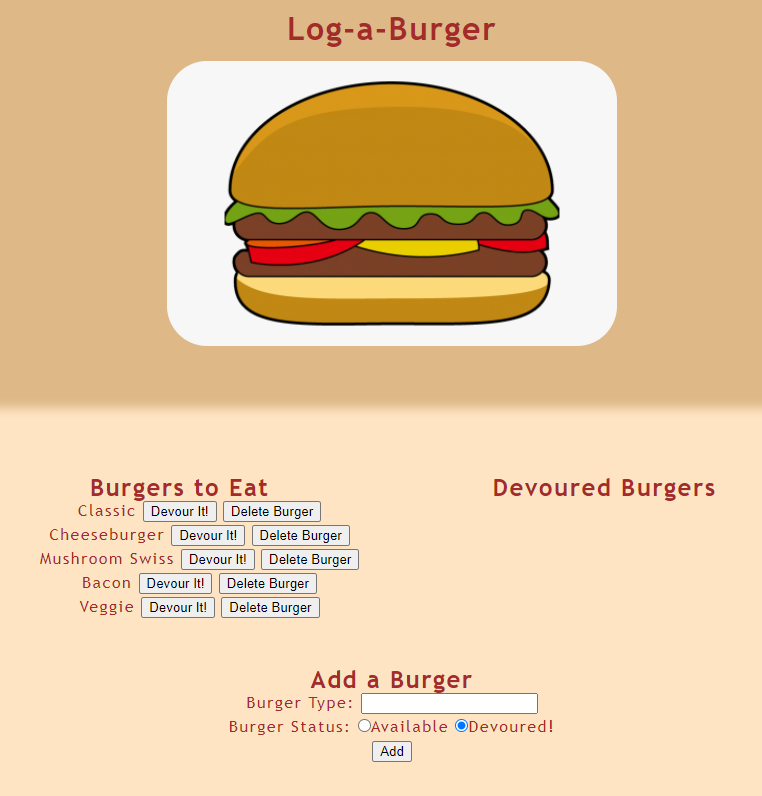 Log-a-Burger
Burgers to Eat
Classic Devour It! Delete Burger
Cheeseburger Devour It! Delete Burger
Mushroom Swiss Devour It! Delete Burger
Bacon Devour It! Delete Burger
Veggie Devour It! Delete Burger
Devoured Burgers
Add a Burger
Burger Type:
Burger Status: Available Devoured!
Add